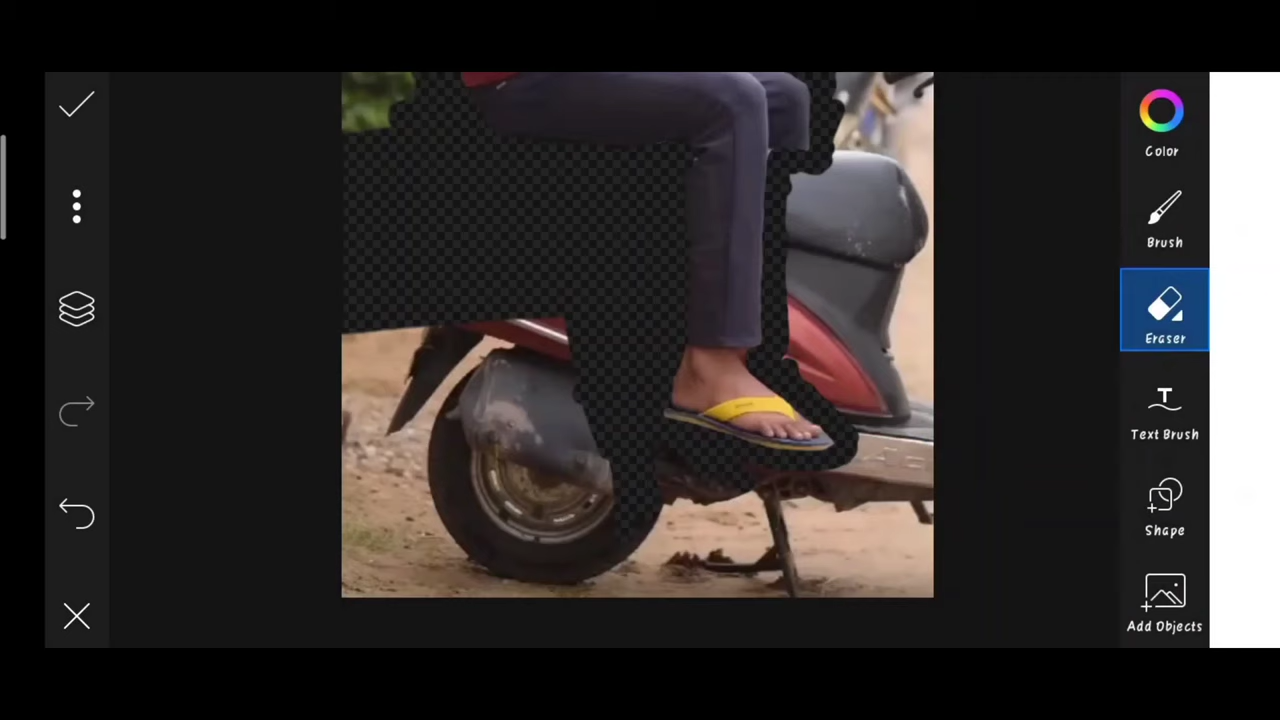 Color
Brush
Eraser
Text Brush
Shape
Add Objects